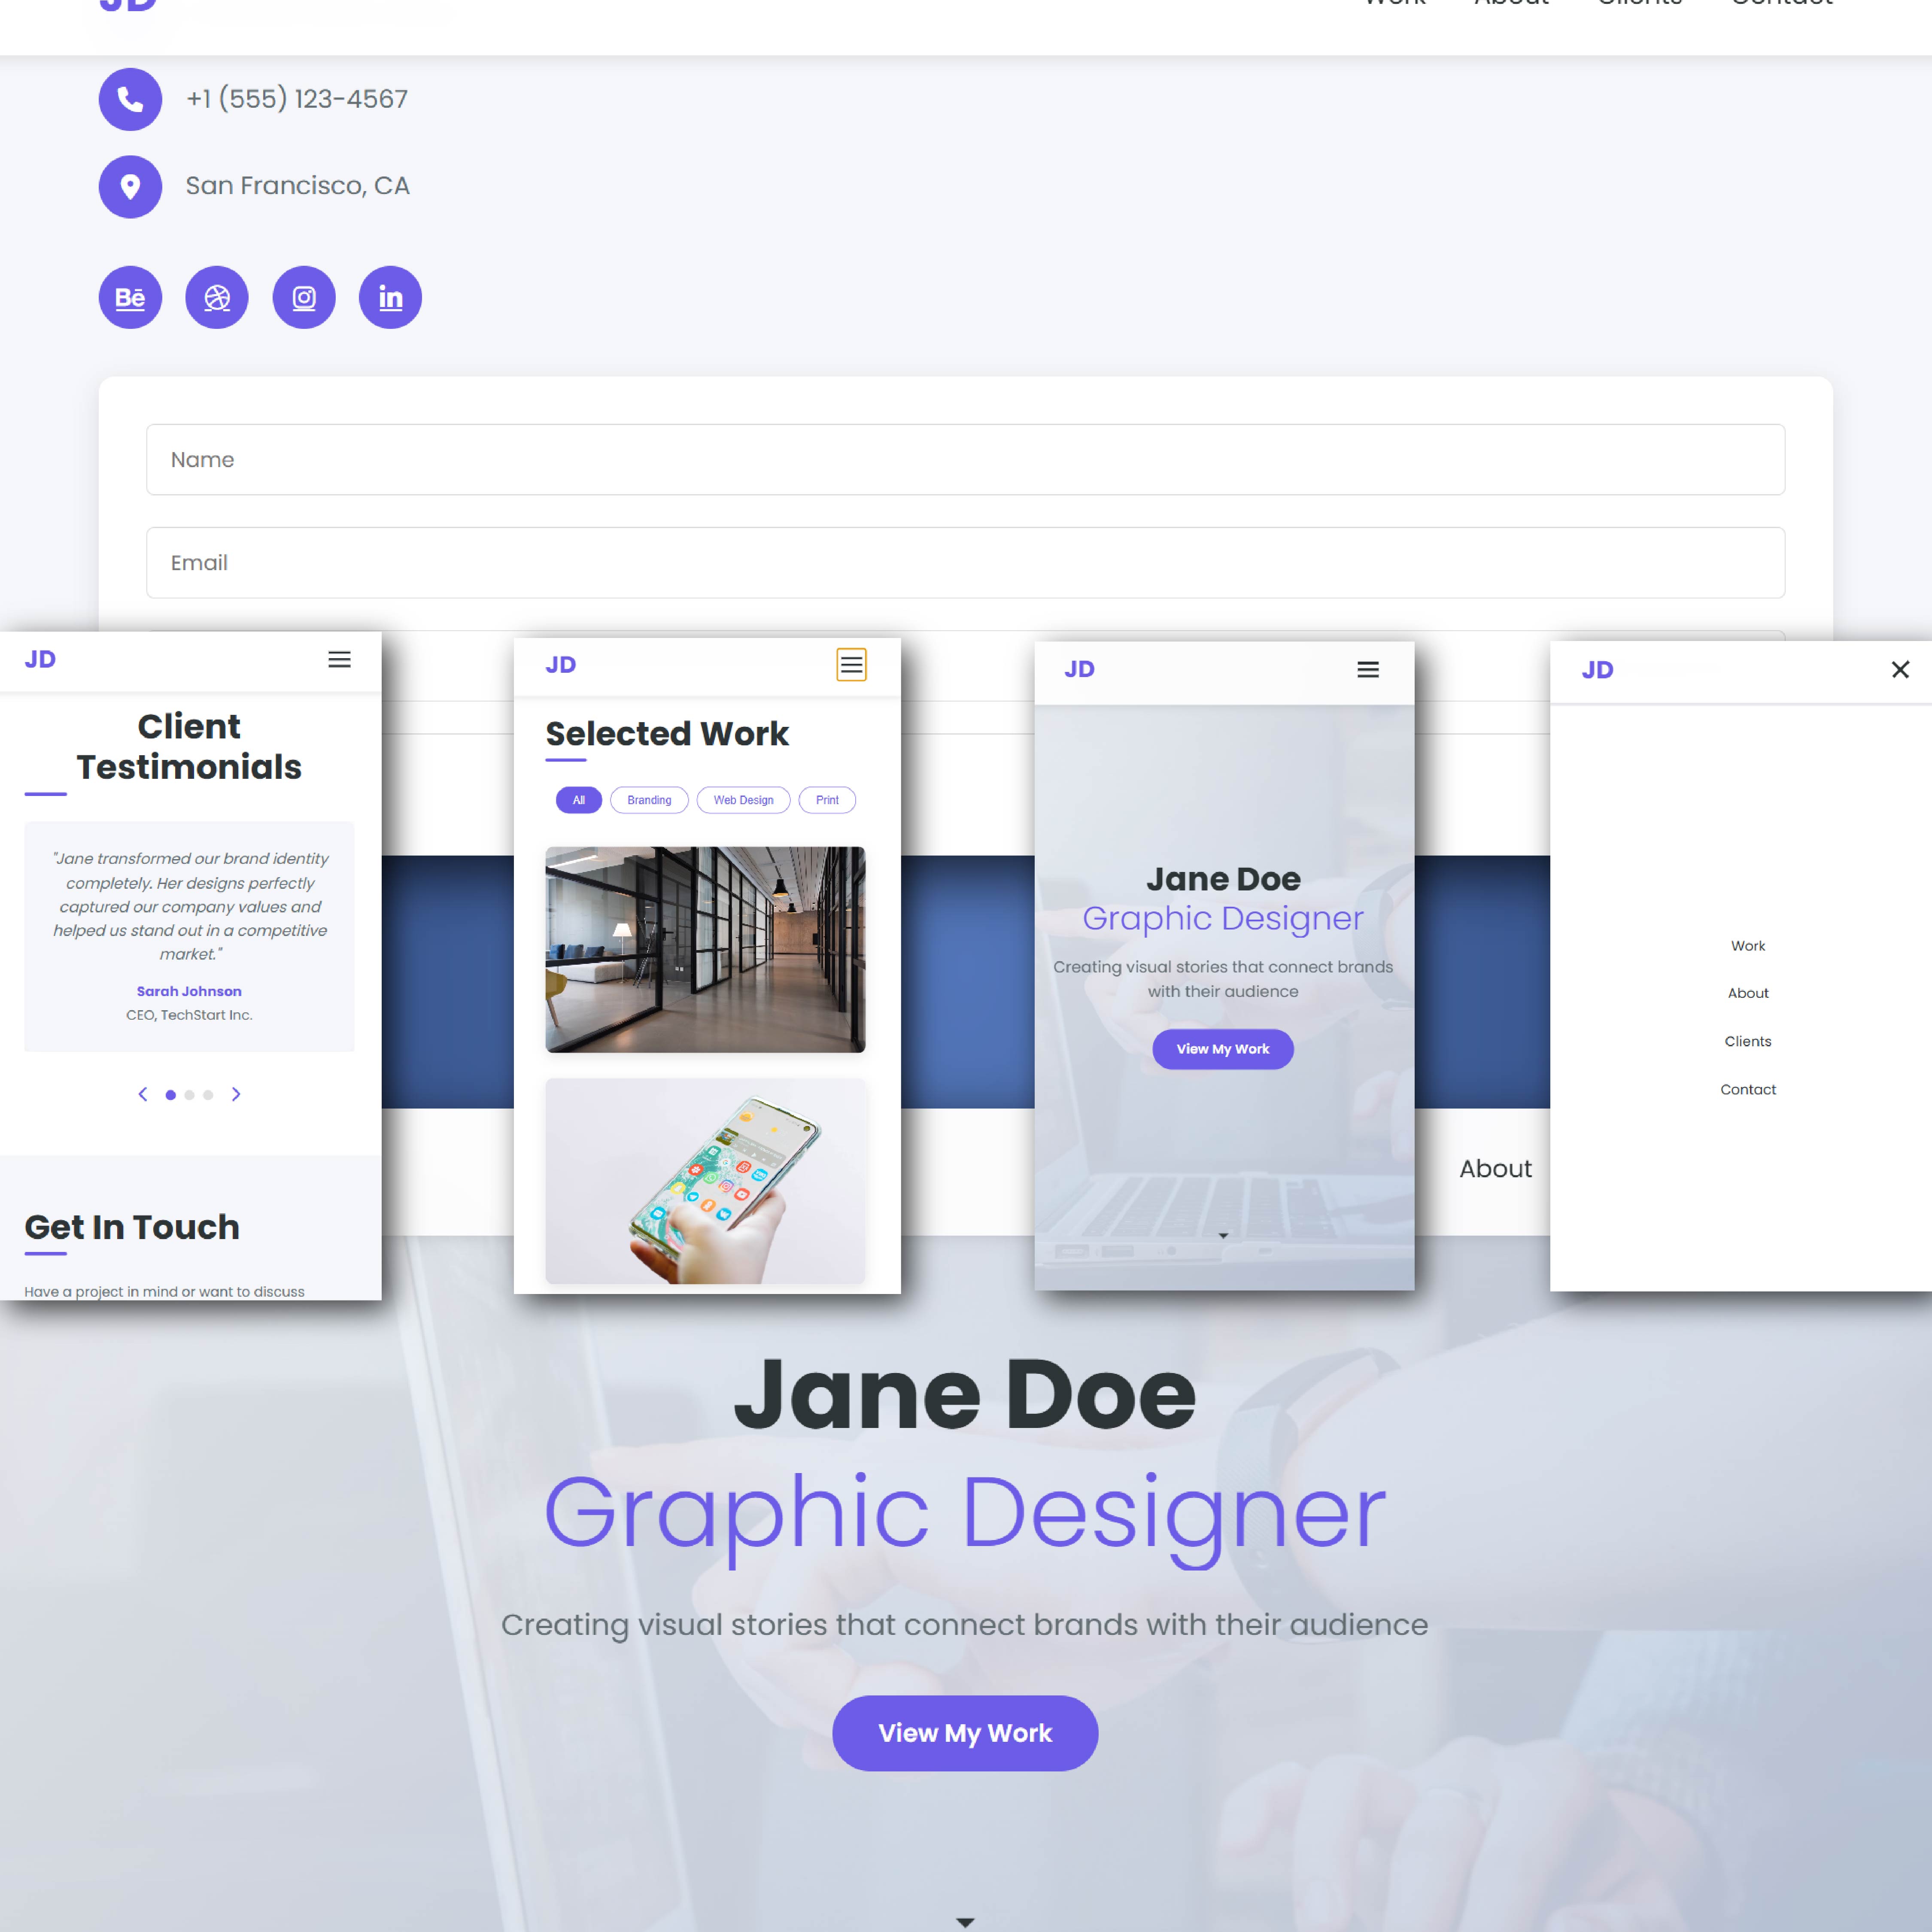 JD
Work About Clients Contact
+1 (555) 123-4567
San Francisco, CA
Bē
in
Name
Email
JD
Client
Testimonials
"Jane transformed our brand identity
completely. Her designs perfectly
captured our company values and
helped us stand out in a competitive
market."
Sarah Johnson
CEO, TechStart Inc.
Get In Touch
Have a project in mind or want to discuss
JD
Selected Work
All Branding Web Design Print
JD
Jane Doe
Graphic Designer
Creating visual stories that connect brands
with their audience
View My Work
JD
Work
About
Clients
Contact
About
Jane Doe
Graphic Designer
Creating visual stories that connect brands with their audience
View My Work